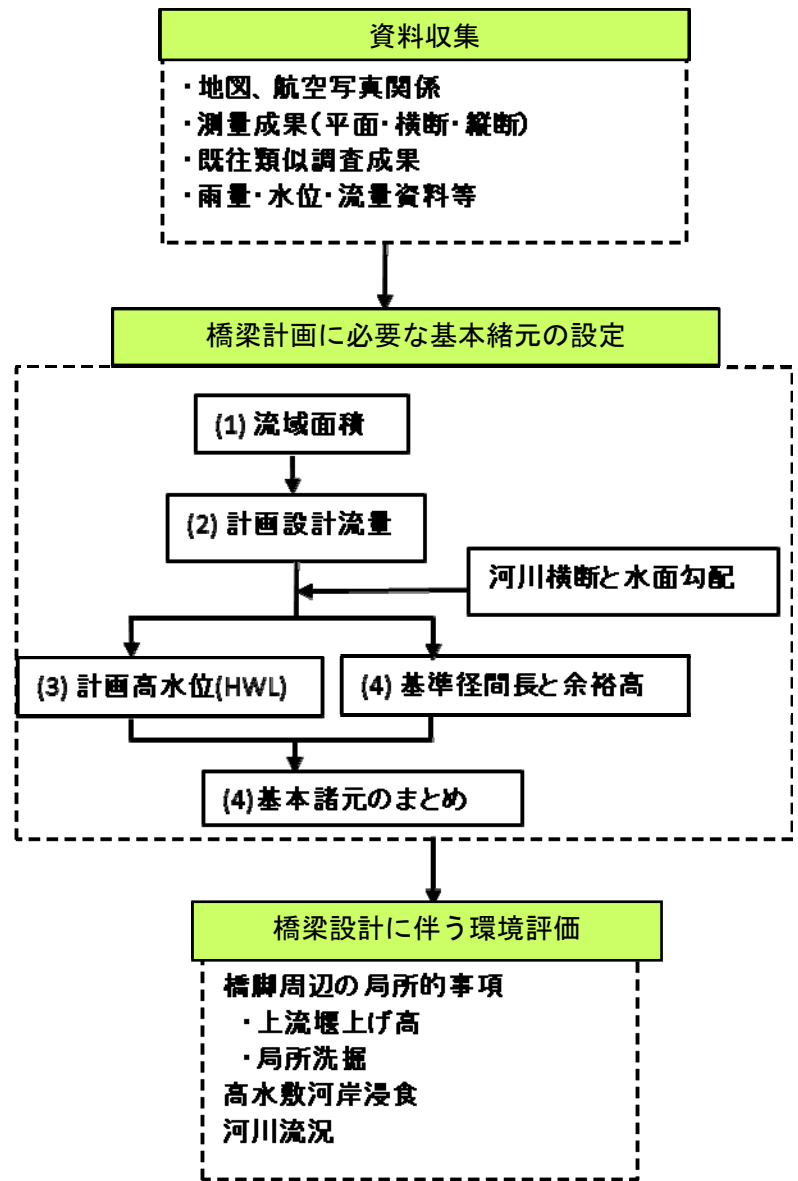 資料収集
・地図、航空写真関係
・測量成果(平面・横断・縦断)
・既往類似調査成果
・雨量・水位・流量資料等
橋梁計画に必要な基本緒元の設定
(1) 流域面積
(2) 計画設計流量
河川横断と水面勾配
(3) 計画高水位(HWL)
(4) 基準径間長と余裕高
(4)基本諸元のまとめ
橋梁設計に伴う環境評価
橋脚周辺の局所的事項
・上流堰上げ高
・局所洗掘
高水敷河岸浸食
河川流況